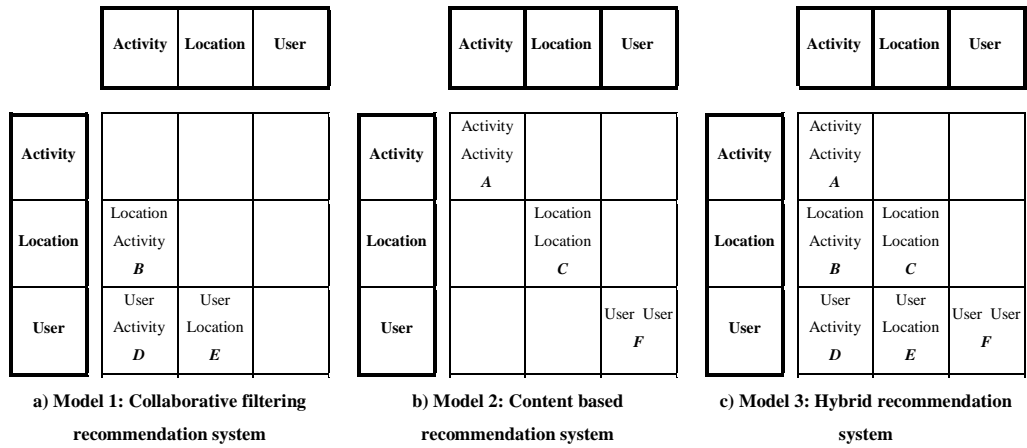 Activity Location User
Activity Location User
Activity Location User
Activity
Activity
Activity
A
Location
Location
Activity
B
User
User
Activity
D
User
Location
E
a) Model 1: Collaborative filtering
recommendation system
Activity
Activity
Activity
A
Location
Location
Location
C
User
User User
F
b) Model 2: Content based
recommendation system
Activity
Activity
Activity
A
Location
Location
Activity
B
Location
Location
C
User
User
Activity
D
User
Location
E
User User
F
c) Model 3: Hybrid recommendation
system